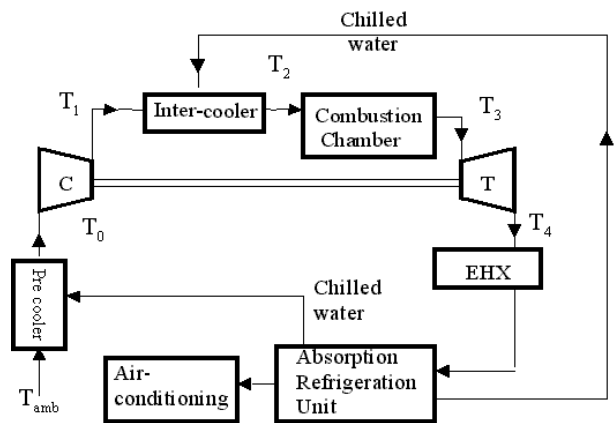 Chilled
water
T2
T1
Inter-cooler
Combustion
Chamber
T3
C
T
T0
T4
Pre cooler
EHX
Chilled
water
Air-
conditioning
Absorption
Refrigeration
Unit
Tamb